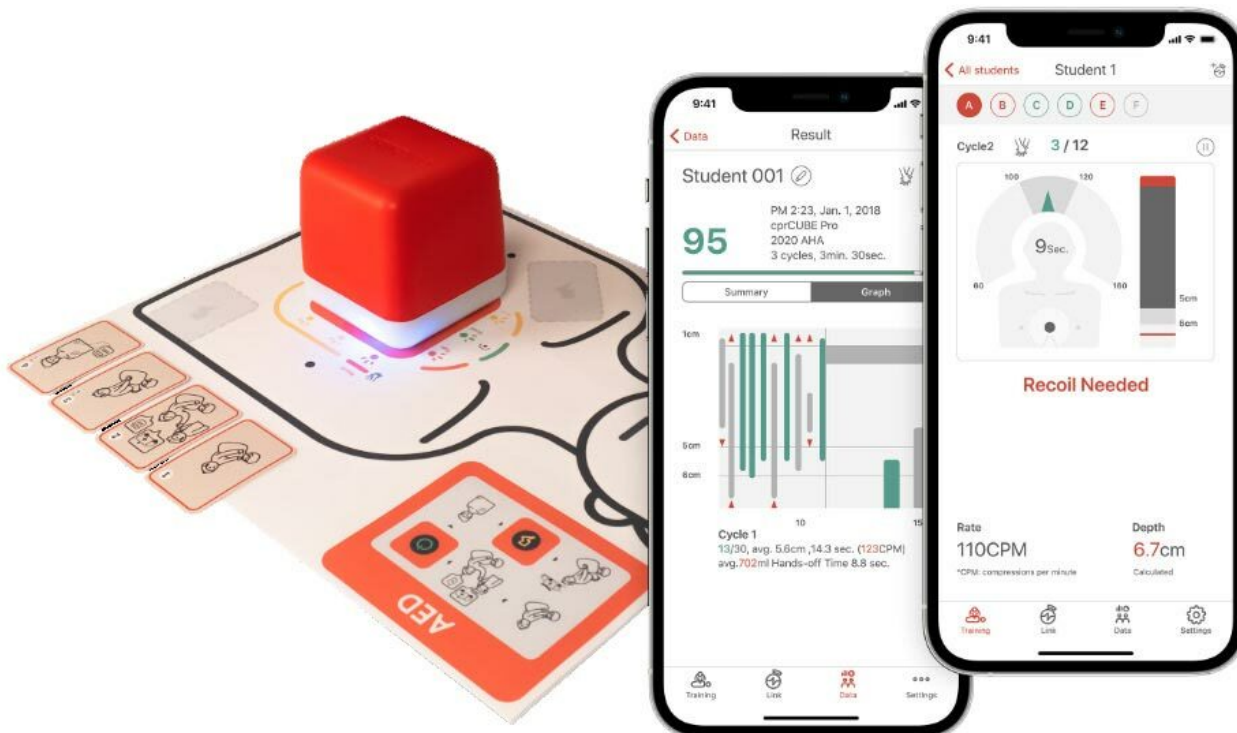 AED
9:41
Data
Result
Student 001
95
PM 2:23, Jan. 1, 2018
cprCUBE Pro
2020 AHA
3 cycles, 3min. 30sec.
Summary
Graph
1cm
5cm
6cm
10
15
Cycle 1
13/30, avg. 5.6cm ,14.3 sec. (123CPM)
avg.702ml Hands-off Time 8.8 sec.
Training
Link
Data
Settings
9:41
All students
Student 1
A B C D E F
Cycle2
3 / 12
100
120
9Sec.
60
160
5cm
6cm
Recoil Needed
Rate
110CPM
*CPM: compressions per minute
Depth
6.7cm
Calculated
Training
Link
Data
Settings